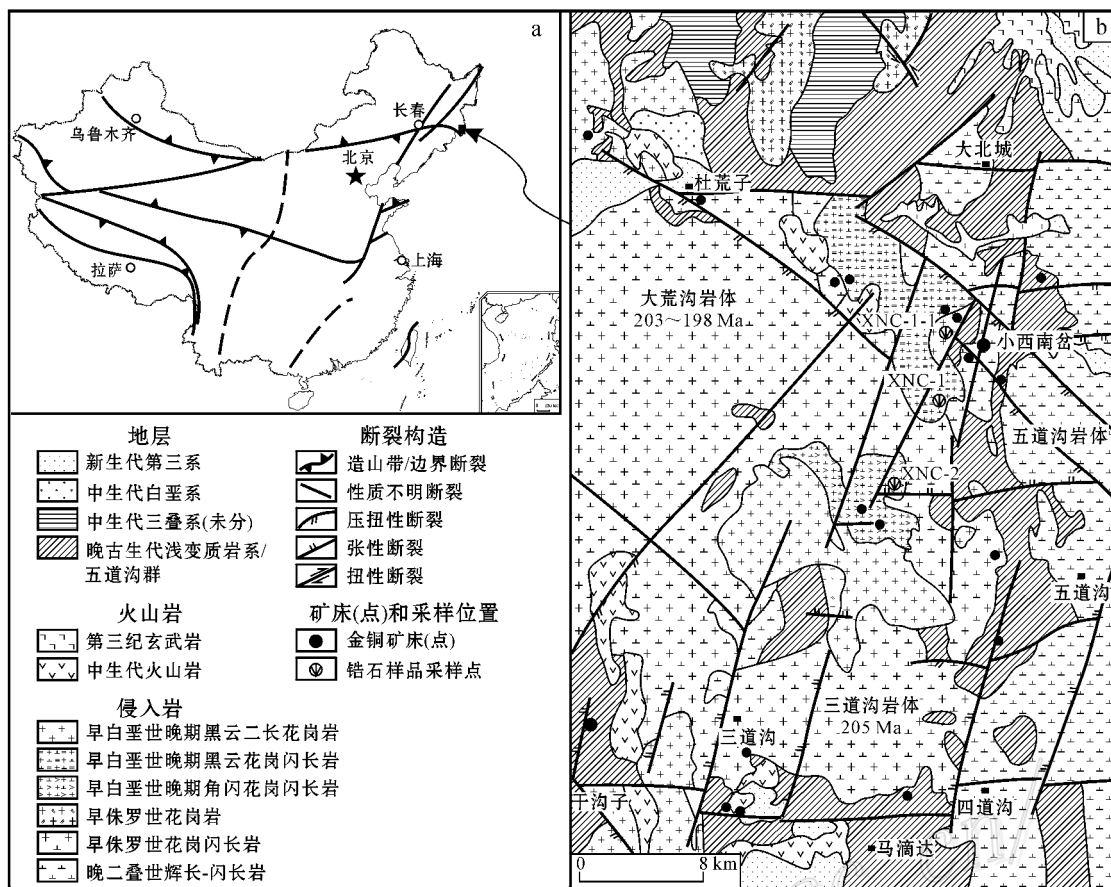 a
乌鲁木齐
长春
北京
拉萨
上海
地层
新生代第三系
中生代白垩系
中生代三叠系(未分)
晚古生代浅变质岩系/
五道沟群
火山岩
第三纪玄武岩
中生代火山岩
侵入岩
早白垩世晚期黑云二长花岗岩
早白垩世晚期黑云花岗闪长岩
早白垩世晚期角闪花岗闪长岩
早侏罗世花岗岩
早侏罗世花岗闪长岩
晚二叠世辉长-闪长岩
断裂构造
造山带/边界断裂
性质不明断裂
压扭性断裂
张性断裂
扭性断裂
矿床(点)和采样位置
金铜矿床(点)
锆石样品采样点
b
大北城
杜荒子
大荒沟岩体
203～198 Ma
XNC-1-1
小西南岔
XNC-1
五道沟岩体
XNC-2
五道沟
三道沟岩体
205 Ma
三道沟
干沟子
四道沟
马滴达
0 8 km